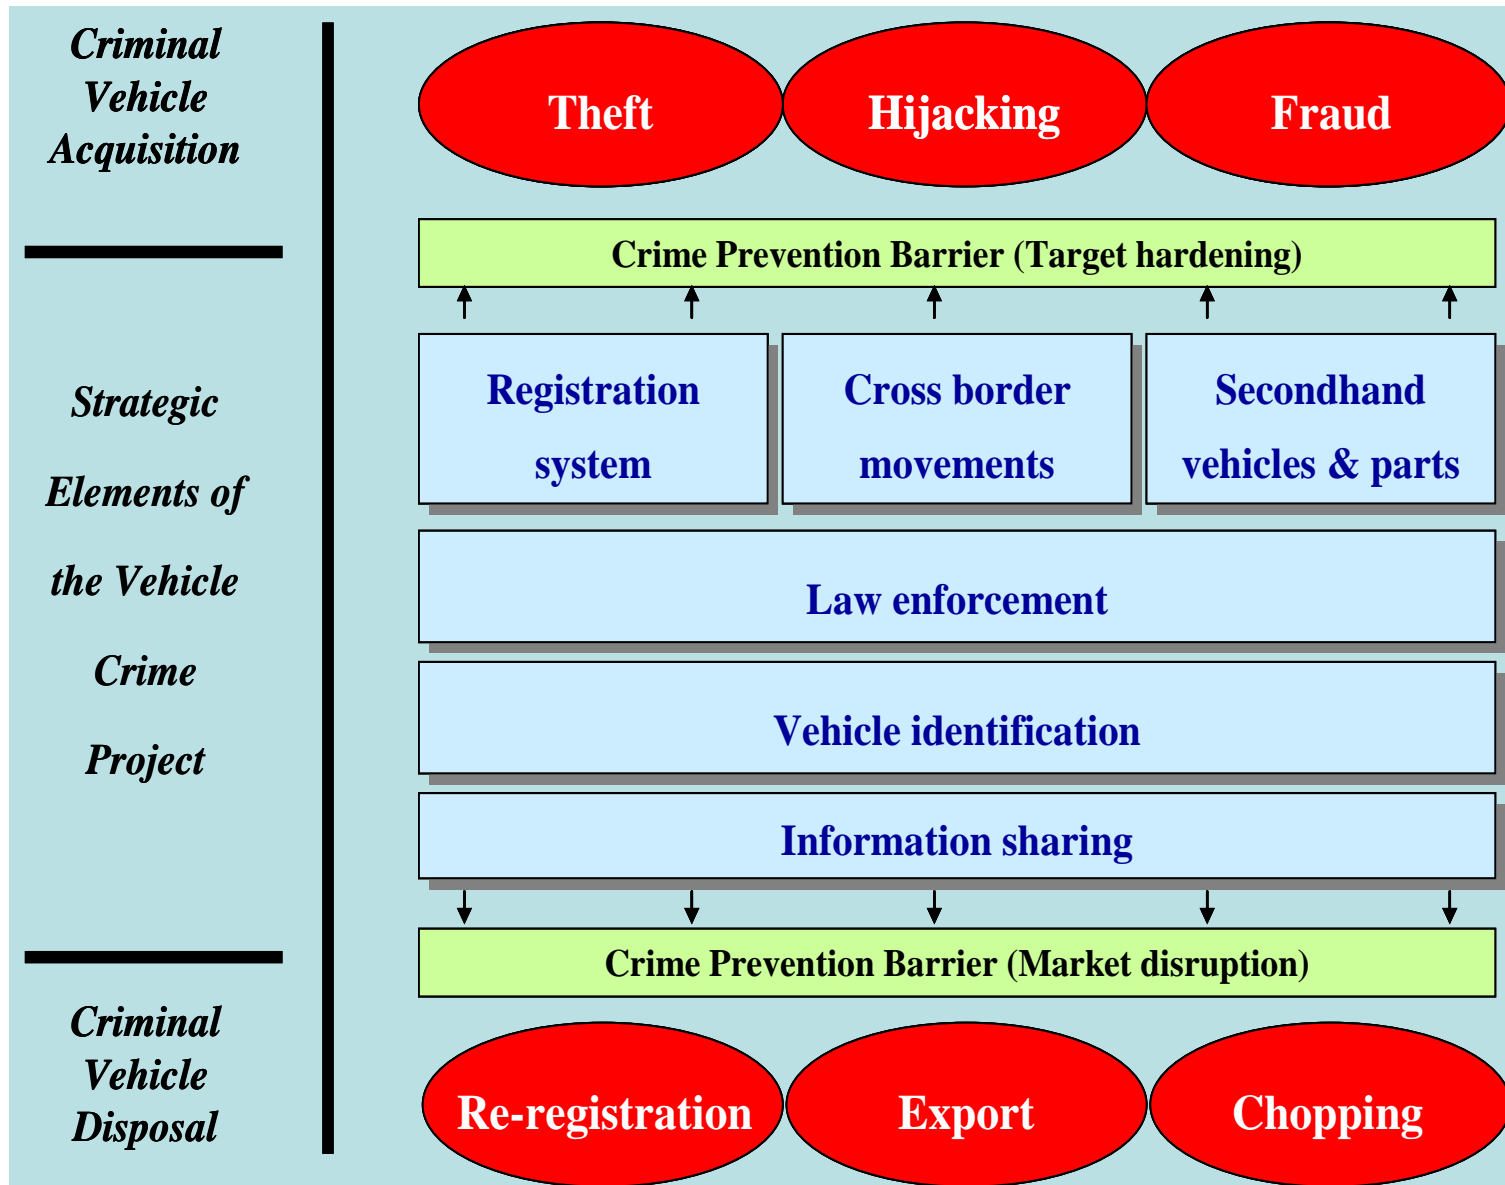 Criminal
Vehicle
Acquisition
Theft
Hijacking
Fraud
Crime Prevention Barrier (Target hardening)
Strategic
Elements of
the Vehicle
Crime
Project
Registration
system
Cross border
movements
Secondhand
vehicles & parts
Law enforcement
Vehicle identification
Information sharing
Crime Prevention Barrier (Market disruption)
Criminal
Vehicle
Disposal
Re-registration
Export
Chopping